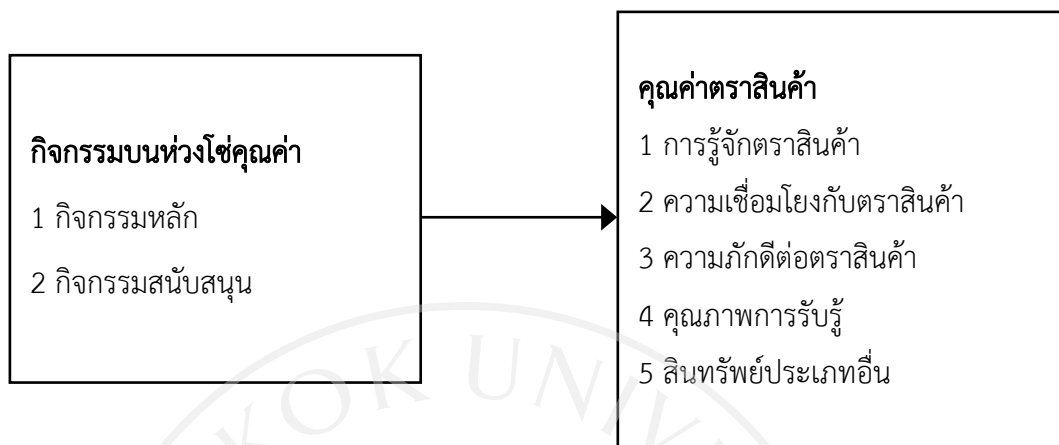 กิจกรรมบนห่วงโซ่คุณค่า
1 กิจกรรมหลัก
2 กิจกรรมสนับสนุน
คุณค่าตราสินค้า
1 การรู้จักตราสินค้า
2 ความเชื่อมโยงกับตราสินค้า
3 ความภักดีต่อตราสินค้า
4 คุณภาพการรับรู้
5 สินทรัพย์ประเภทอื่น